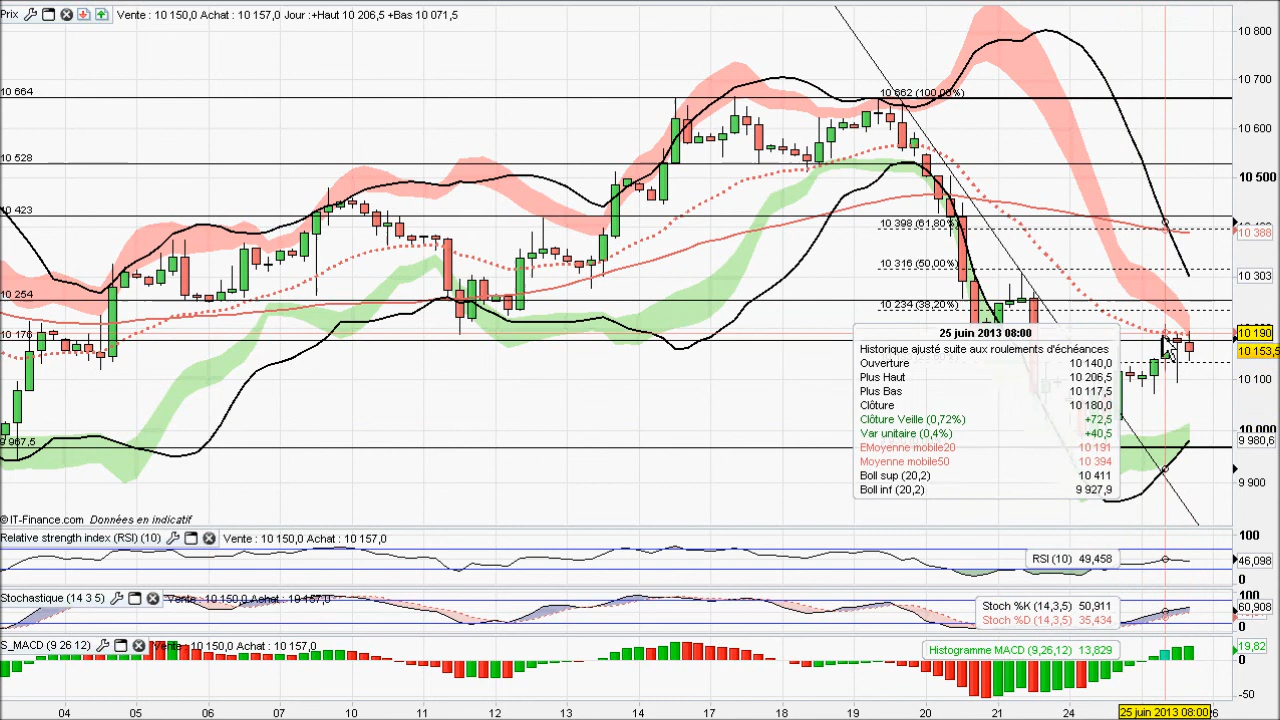 Prix Vente : 10 150,0 Achat : 10 157,0 Jour : +Haut 10 206,5 +Bas 10 071,5
10 800
10 700
10 664
10 662 (100,00%)
10 600
10 528
10 500
10 423
10 398 (61,80%)
10 388
10 316 (50,00%)
10 303
10 254
10 234 (38,20%)
10 190
10 153,5
10 100
10 000
9 980,6
9 967,5
9 900
25 juin 2013 08:00
Historique ajusté suite aux roulements d'échéances
Ouverture 10 140,0
Plus Haut 10 206,5
Plus Bas 10 117,5
Clôture 10 180,0
Clôture Veille (0,72%) +72,5
Var unitaire (0,4%) +40,5
EMoyenne mobile20 10 191
Moyenne mobile50 10 394
Boll sup (20,2) 10 411
Boll inf (20,2) 9 927,9
© IT-Finance.com Données en indicatif
Relative strength index (RSI) (10) Vente : 10 150,0 Achat : 10 157,0
100
RSI (10) 49,458
46,098
0
Stochastique (14 3 5) Vente : 10 150,0 Achat : 10 157,0
100
Stoch %K (14,3,5) 50,911
Stoch %D (14,3,5) 35,434
60,908
0
S_MACD (9 26 12) Vente : 10 150,0 Achat : 10 157,0
Histogramme MACD (9,26,12) 13,829
19,82
0
-50
04 05 06 07 10 11 12 13 14 17 18 19 20 21 24 25 juin 2013 08:00